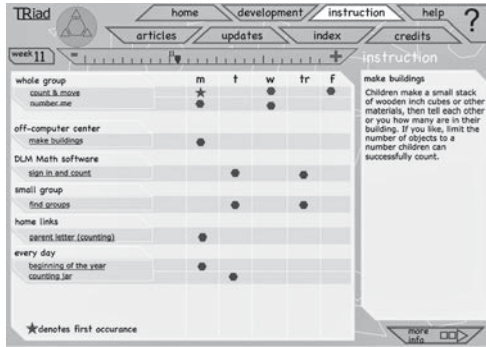 TRiad
home
development
instruction
help
?
articles
updates
index
credits
week 11
instruction
whole group
m t w tr f
count & move
number me
off-computer center
make buildings
DLM Math software
sign in and count
small group
find groups
home links
parent letter (counting)
every day
beginning of the year
counting jar
denotes first occurance
make buildings
Children make a small stack
of wooden inch cubes or other
materials, then tell each other
or you how many are in their
building. If you like, limit the
number of objects to a
number children can
successfully count.
more
info